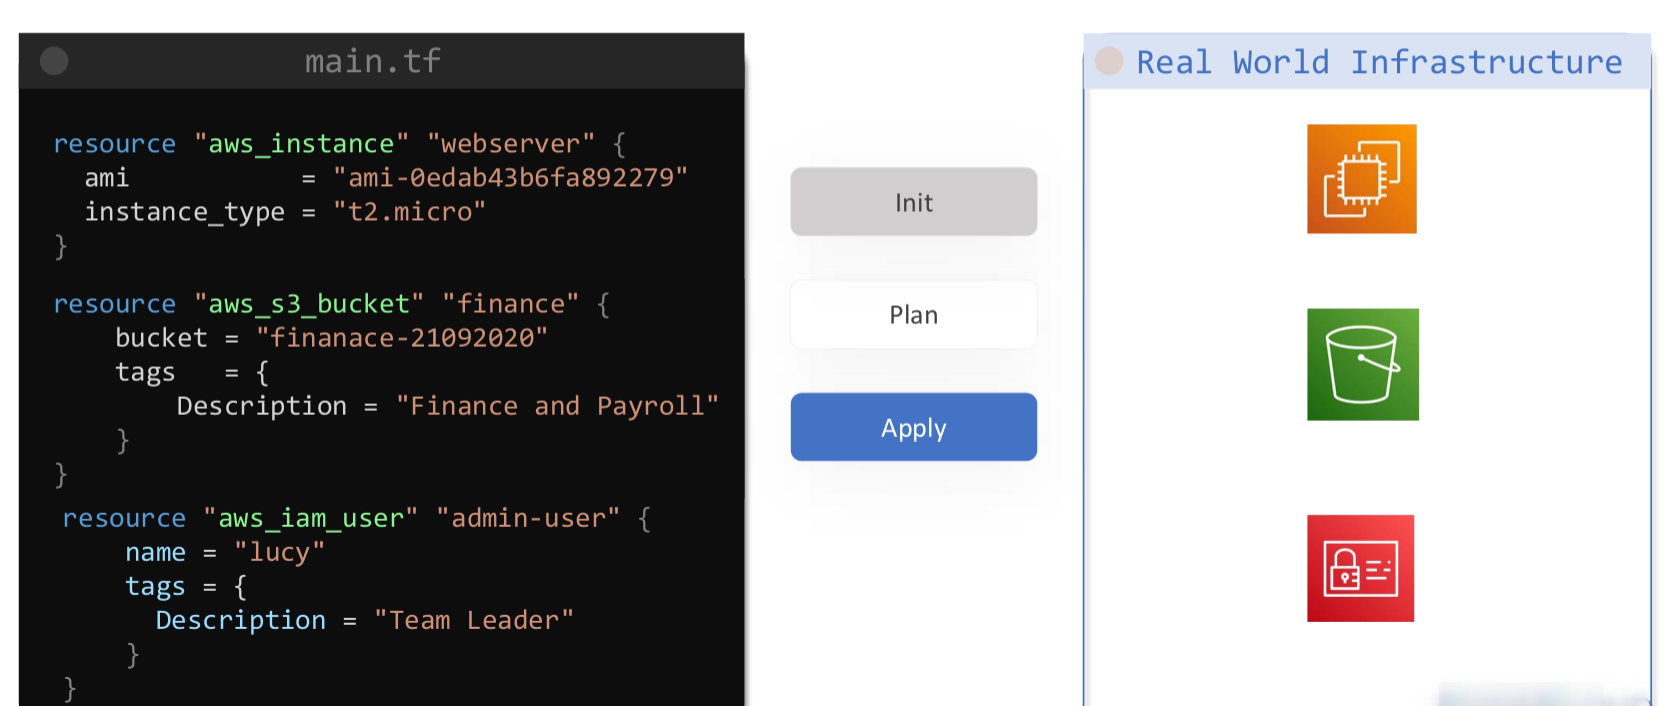 main.tf
resource "aws_instance" "webserver" {
  ami           = "ami-0edab43b6fa892279"
  instance_type = "t2.micro"
}
resource "aws_s3_bucket" "finance" {
    bucket = "finanace-21092020"
    tags   = {
        Description = "Finance and Payroll"
    }
}
resource "aws_iam_user" "admin-user" {
    name = "lucy"
    tags = {
      Description = "Team Leader"
    }
}
Init
Plan
Apply
Real World Infrastructure